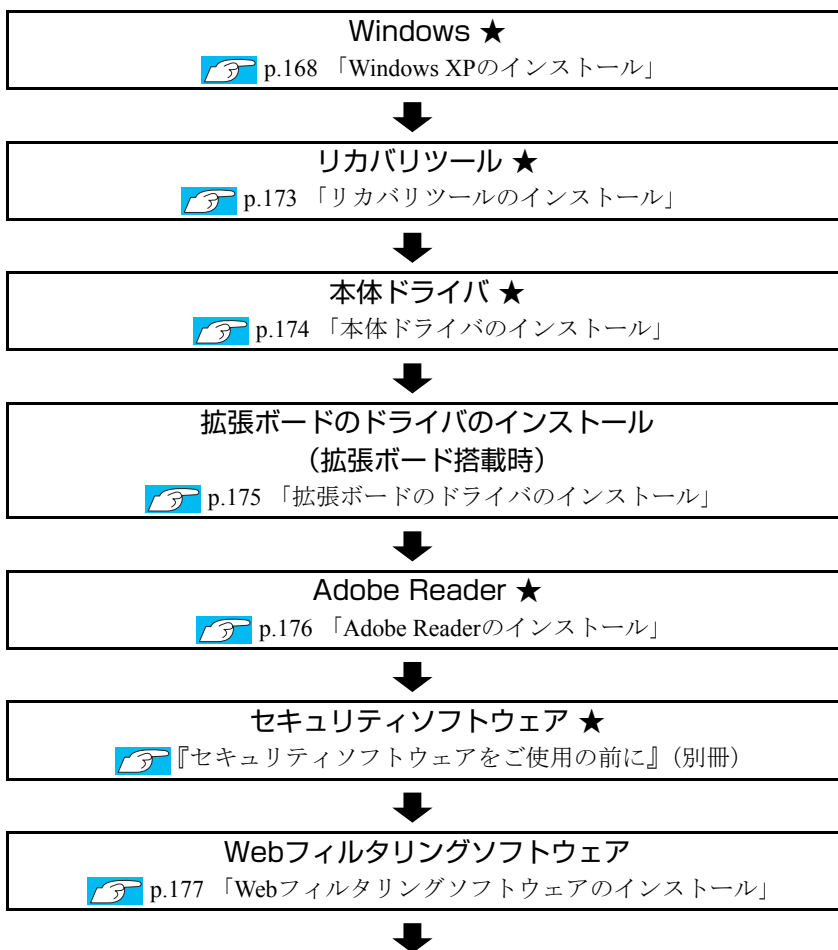 Windows ★
p.168 「Windows XPのインストール」
リカバリツール ★
p.173 「リカバリツールのインストール」
本体ドライバ ★
p.174 「本体ドライバのインストール」
拡張ボードのドライバのインストール
（拡張ボード搭載時）
p.175 「拡張ボードのドライバのインストール」
Adobe Reader ★
p.176 「Adobe Readerのインストール」
セキュリティソフトウェア ★
『セキュリティソフトウェアをご使用の前に』（別冊）
Webフィルタリングソフトウェア
p.177 「Webフィルタリングソフトウェアのインストール」